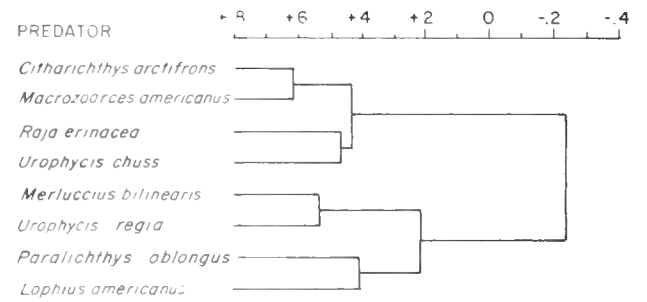 + 8 + 6 + 4 + 2 0 -.2 -.4
PREDATOR
Citharichthys arctifrons
Macrozoarces americanus
Raja erinacea
Urophycis chuss
Merluccius bilinearis
Urophycis regia
Paralichthys oblongus
Lophius americanus